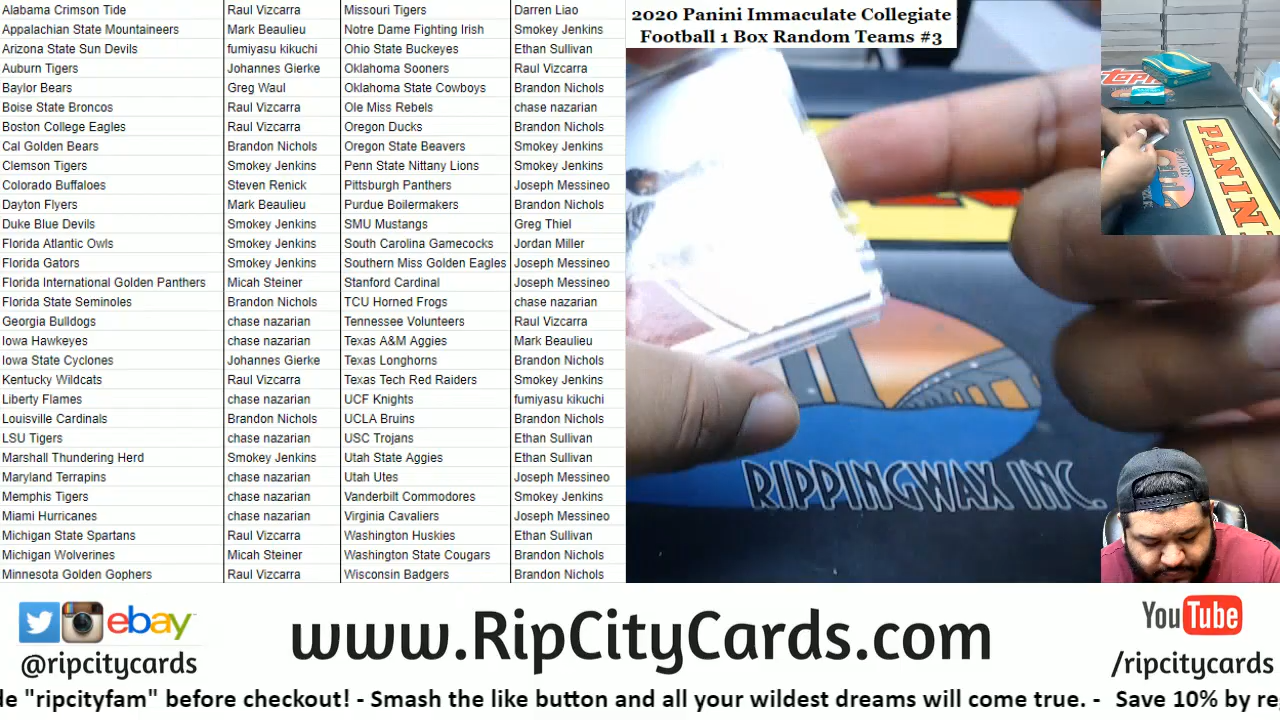 Alabama Crimson Tide Raul Vizcarra Missouri Tigers Darren Liao
Appalachian State Mountaineers Mark Beaulieu Notre Dame Fighting Irish Smokey Jenkins
Arizona State Sun Devils fumiyasu kikuchi Ohio State Buckeyes Ethan Sullivan
Auburn Tigers Johannes Gierke Oklahoma Sooners Raul Vizcarra
Baylor Bears Greg Waul Oklahoma State Cowboys Brandon Nichols
Boise State Broncos Raul Vizcarra Ole Miss Rebels chase nazarian
Boston College Eagles Raul Vizcarra Oregon Ducks Brandon Nichols
Cal Golden Bears Brandon Nichols Oregon State Beavers Smokey Jenkins
Clemson Tigers Smokey Jenkins Penn State Nittany Lions Smokey Jenkins
Colorado Buffaloes Steven Renick Pittsburgh Panthers Joseph Messineo
Dayton Flyers Mark Beaulieu Purdue Boilermakers Brandon Nichols
Duke Blue Devils Smokey Jenkins SMU Mustangs Greg Thiel
Florida Atlantic Owls Smokey Jenkins South Carolina Gamecocks Jordan Miller
Florida Gators Smokey Jenkins Southern Miss Golden Eagles Joseph Messineo
Florida International Golden Panthers Micah Steiner Stanford Cardinal Joseph Messineo
Florida State Seminoles Brandon Nichols TCU Horned Frogs chase nazarian
Georgia Bulldogs chase nazarian Tennessee Volunteers Raul Vizcarra
Iowa Hawkeyes chase nazarian Texas A&M Aggies Mark Beaulieu
Iowa State Cyclones Johannes Gierke Texas Longhorns Brandon Nichols
Kentucky Wildcats Raul Vizcarra Texas Tech Red Raiders Smokey Jenkins
Liberty Flames chase nazarian UCF Knights fumiyasu kikuchi
Louisville Cardinals Brandon Nichols UCLA Bruins Brandon Nichols
LSU Tigers chase nazarian USC Trojans Ethan Sullivan
Marshall Thundering Herd Smokey Jenkins Utah State Aggies Ethan Sullivan
Maryland Terrapins chase nazarian Utah Utes Joseph Messineo
Memphis Tigers chase nazarian Vanderbilt Commodores Smokey Jenkins
Miami Hurricanes chase nazarian Virginia Cavaliers Joseph Messineo
Michigan State Spartans Raul Vizcarra Washington Huskies Ethan Sullivan
Michigan Wolverines Micah Steiner Washington State Cougars Brandon Nichols
Minnesota Golden Gophers Raul Vizcarra Wisconsin Badgers Brandon Nichols
2020 Panini Immaculate Collegiate
Football 1 Box Random Teams #3
TOPPS
PANINI
RIPPINGWAX INC.
ebay
@ripcitycards
www.RipCityCards.com
YouTube
/ripcitycards
de "ripcityfam" before checkout! - Smash the like button and all your wildest dreams will come true. - Save 10% by re